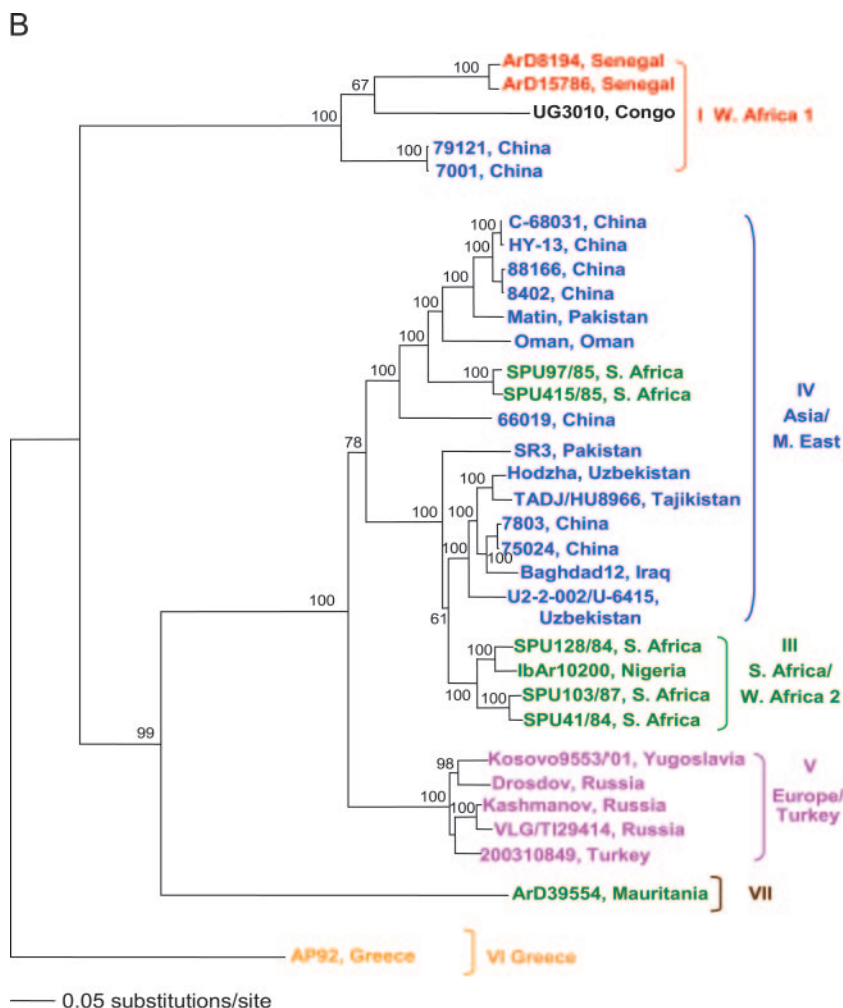 B
ArD8194, Senegal
100
ArD15786, Senegal
67
UG3010, Congo
I W. Africa 1
100
79121, China
100
7001, China
C-68031, China
100
HY-13, China
100
88166, China
100
8402, China
100
Matin, Pakistan
100
Oman, Oman
SPU97/85, S. Africa
100
SPU415/85, S. Africa
100
66019, China
IV
Asia/
M. East
78
SR3, Pakistan
Hodzha, Uzbekistan
100
TADJ/HU8966, Tajikistan
100
7803, China
100
75024, China
100
100
Baghdad12, Iraq
U2-2-002/U-6415,
Uzbekistan
61
100
SPU128/84, S. Africa
100
IbAr10200, Nigeria
SPU103/87, S. Africa
100
100
SPU41/84, S. Africa
III
S. Africa/
W. Africa 2
99
Kosovo9553/'01, Yugoslavia
98
Drosdov, Russia
100
Kashmanov, Russia
100
VLG/TI29414, Russia
200310849, Turkey
V
Europe/
Turkey
ArD39554, Mauritania
VII
AP92, Greece
VI Greece
0.05 substitutions/site